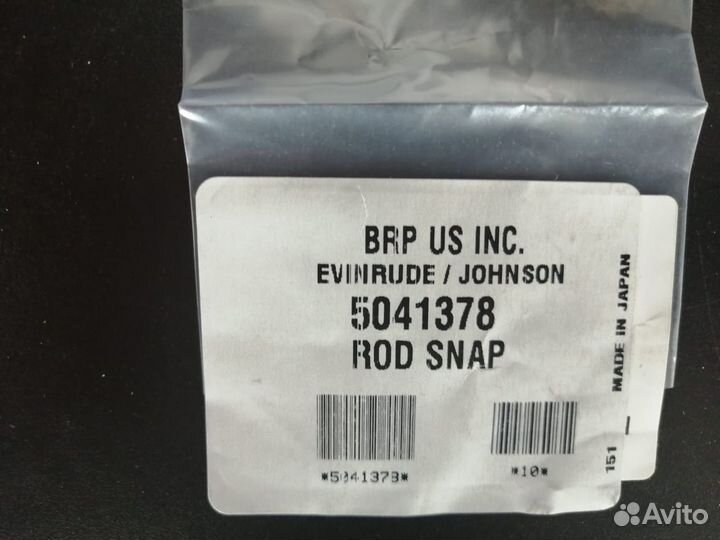 BRP US INC.
EVINRUDE / JOHNSON
5041378
ROD SNAP
*5041378*
*10*
151
MADE IN JAPAN
Avito